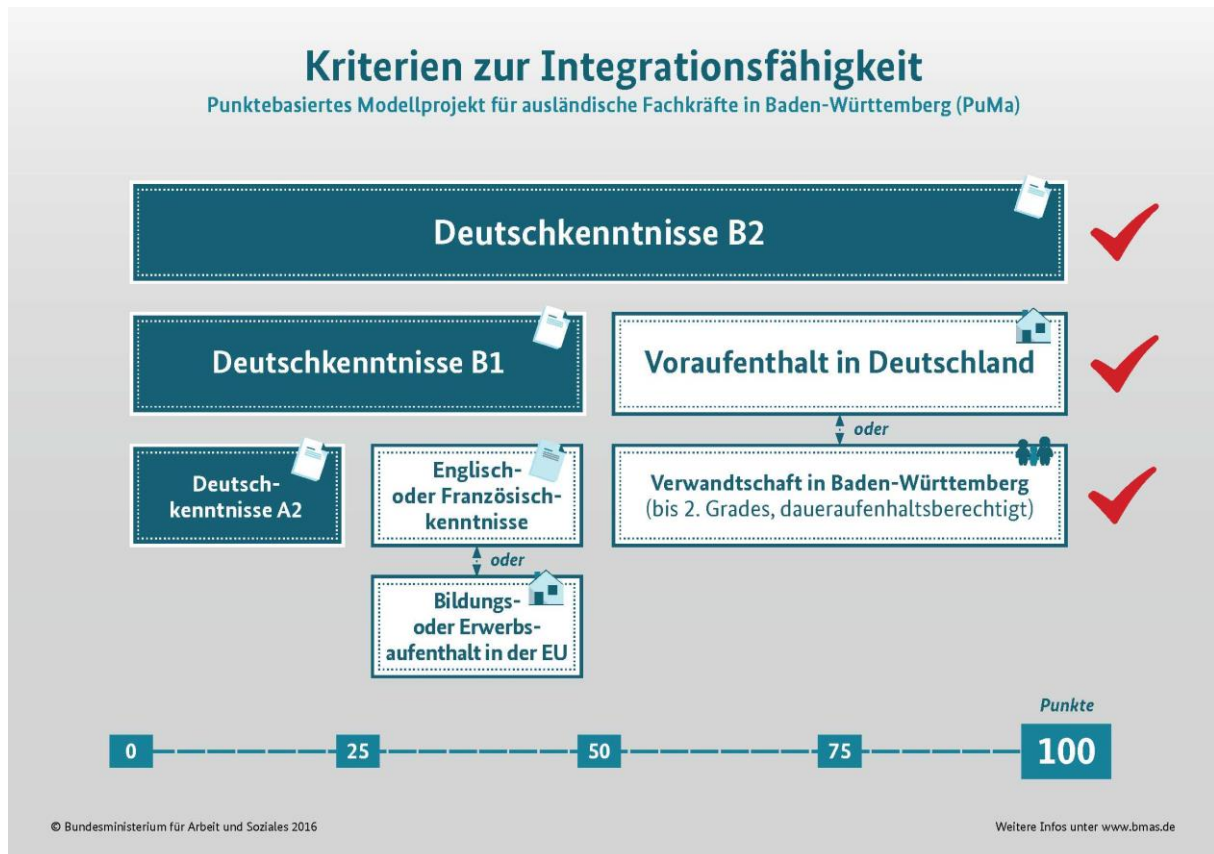 Kriterien zur Integrationsfähigkeit
Punktebasiertes Modellprojekt für ausländische Fachkräfte in Baden-Württemberg (PuMa)
Deutschkenntnisse B2
Deutschkenntnisse B1
Voraufenthalt in Deutschland
oder
Deutsch-
kenntnisse A2
Englisch-
oder Französisch-
kenntnisse
Verwandtschaft in Baden-Württemberg
(bis 2. Grades, daueraufenthaltsberechtigt)
oder
Bildungs-
oder Erwerbs-
aufenthalt in der EU
Punkte
0
25
50
75
100
© Bundesministerium für Arbeit und Soziales 2016
Weitere Infos unter www.bmas.de